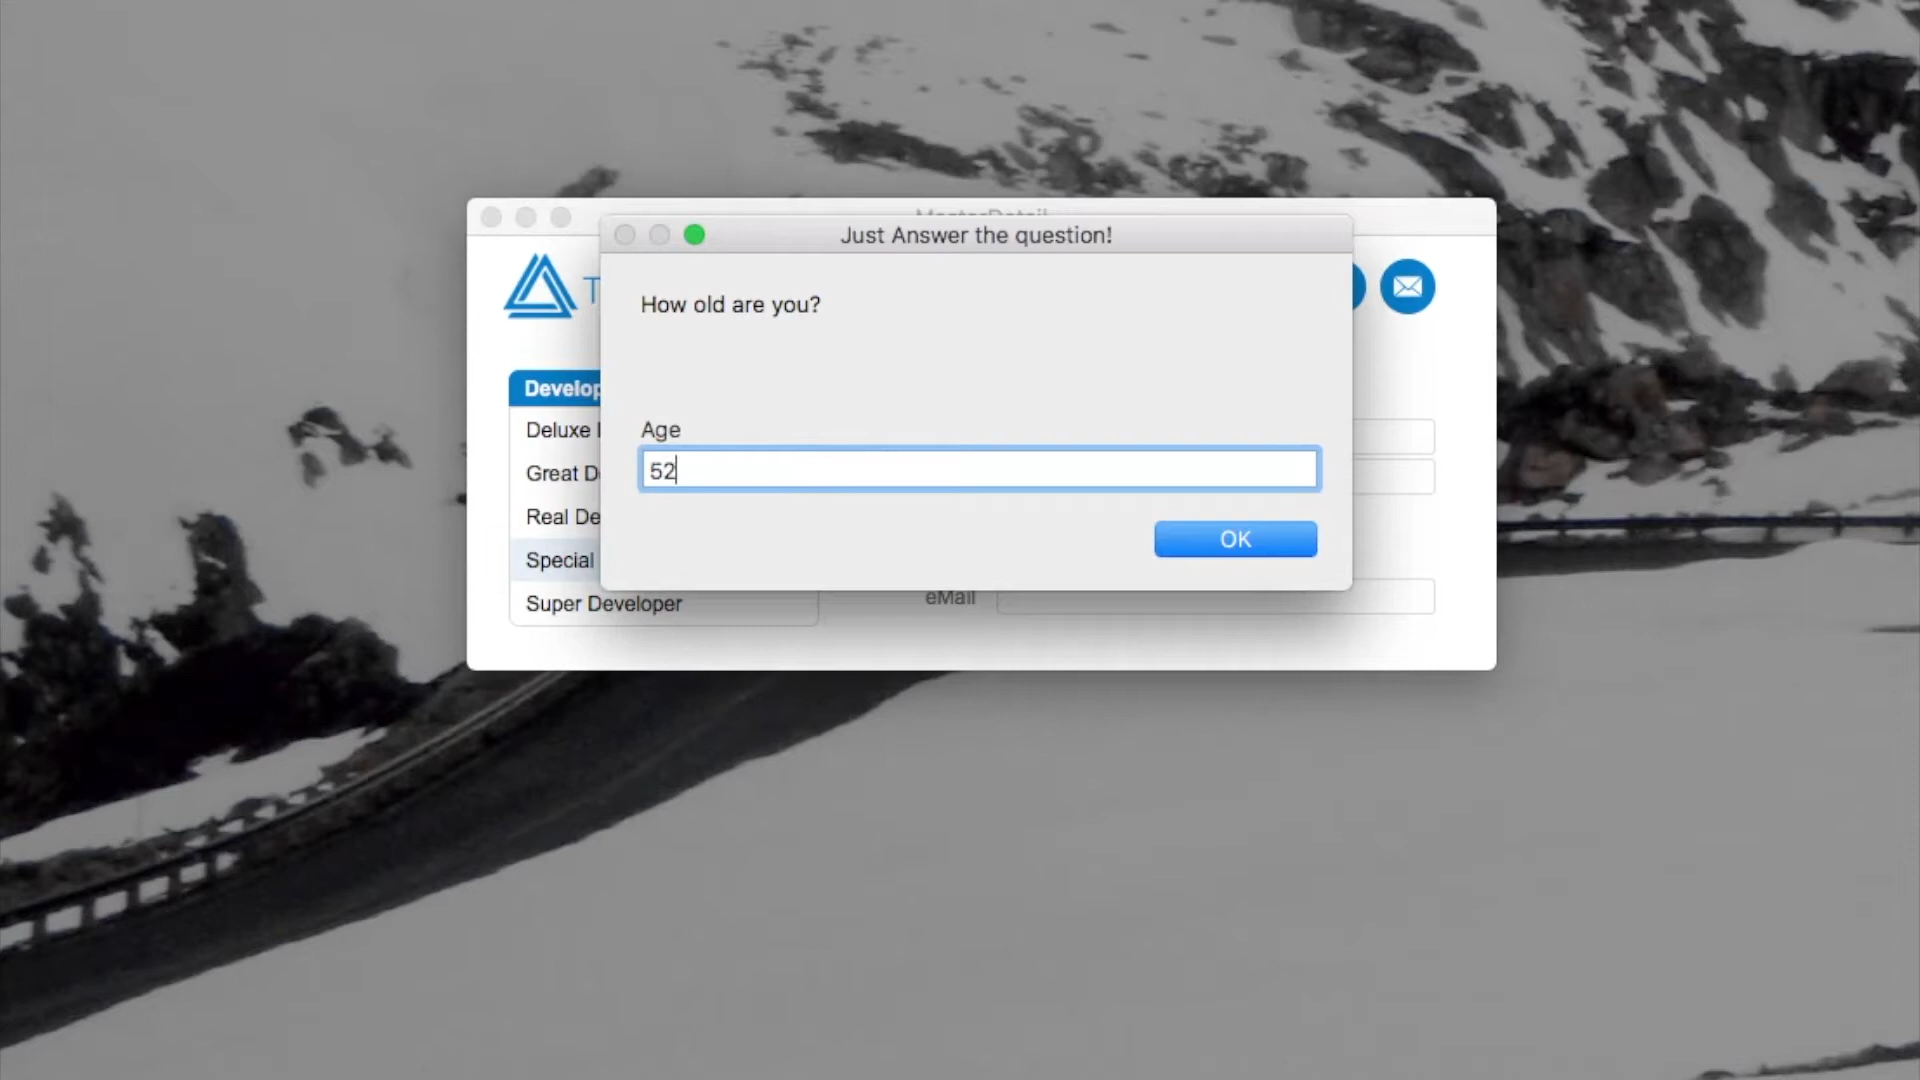 Just Answer the question!
T
How old are you?
Develop
Deluxe
Age
Great D
52
Real De
OK
Special
Super Developer
eMail